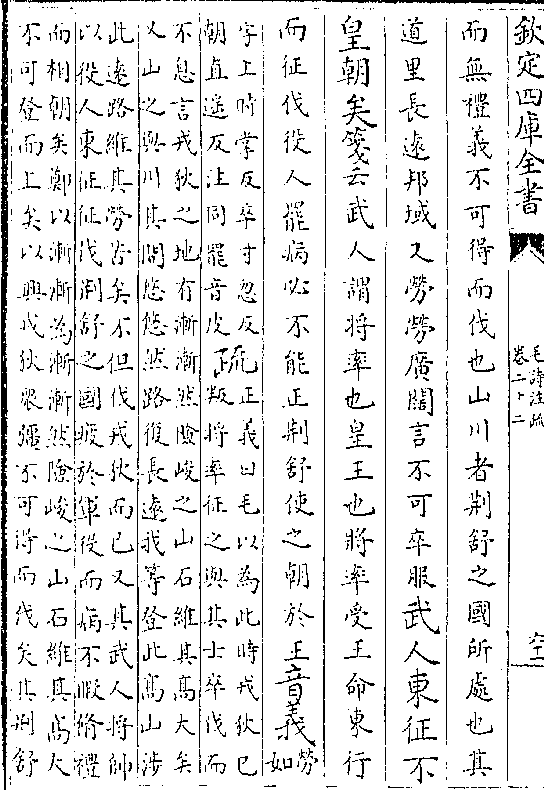 欽定四庫全書
毛詩注疏
卷二十二
而無禮義不可得而伐也山川者荆舒之國所處也其
道里長遠邦域又勞勞廣闊言不可卒服武人東征不
皇朝矣箋云武人謂將率也皇王也將率受王命東行
而征伐役人罷病必不能正荆舒使之朝於王音義勞如
字上時掌反卒寸忽反
朝直遥反注同罷音皮疏正義曰毛以為此時戎狄已
叛將率征之與其士卒伐而
不息言戎狄之地有漸漸然險峻之山石維其高大矣
又山之與川其間悠悠然路復長遠我等登此高山涉
此遠路維其勞苦矣不但伐戎狄而已又其武人將帥
以役人東征征伐荆舒之國疲於軍役而病不暇脩禮
而相朝矣鄭以漸漸為漸漸然險峻之山石維其高大
不可登而上矣以興戎狄衆彊不可得而伐矣其荆舒